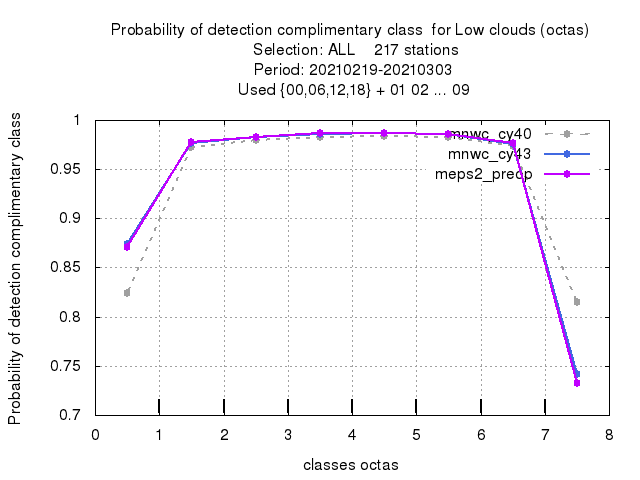 Probability of detection complimentary class  for Low clouds (octas)
Selection: ALL    217 stations
Period: 20210219-20210303
Used {00,06,12,18} + 01 02 ... 09
Probability of detection complimentary class
1
0.95
0.9
0.85
0.8
0.75
0.7
mnwc_cy40
mnwc_cy43
meps2_preop
0 1 2 3 4 5 6 7 8
classes octas